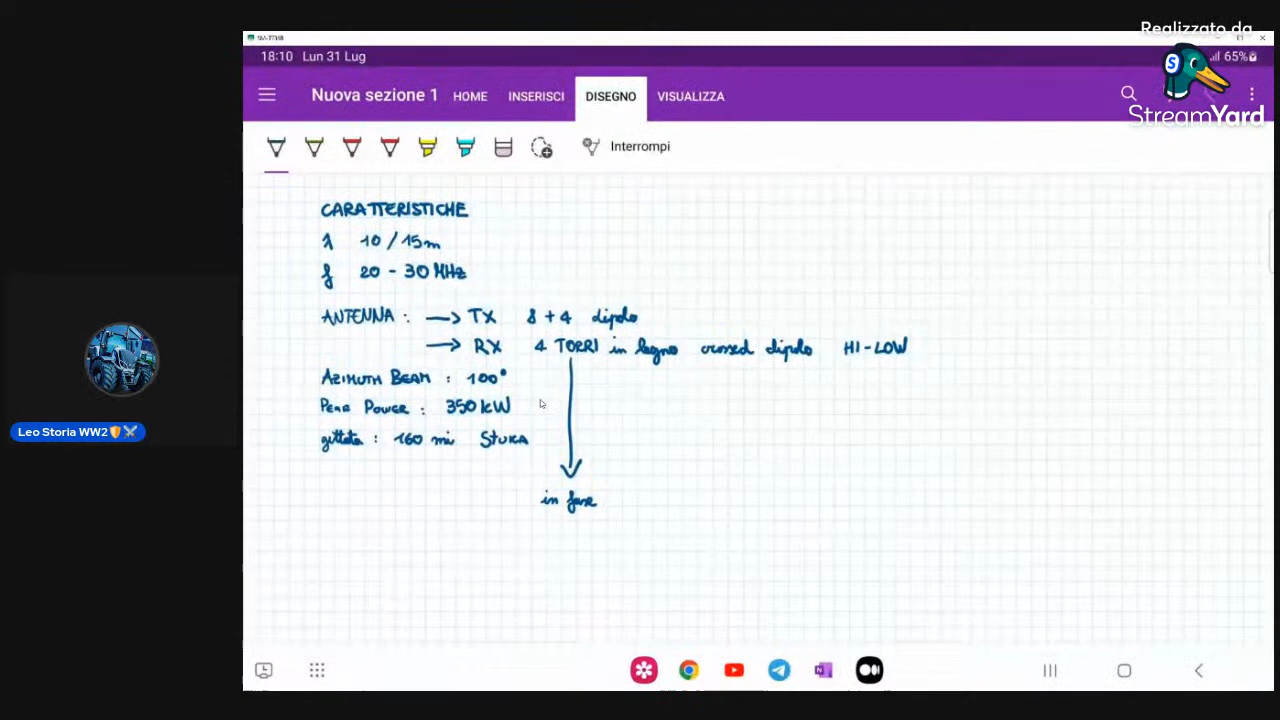 Realizzato da
StreamYard
SM-T733
18:10 Lun 31 Lug
65%
Nuova sezione 1 HOME INSERISCI DISEGNO VISUALIZZA
Interrompi
CARATTERISTICHE
λ 10 / 15m
f 20 - 30 MHz
ANTENNA : → TX 8 + 4 dipolo
→ RX 4 TORRI in legno crossed dipolo HI-LOW
AZIMUTH BEAM : 100°
PEAK POWER : 350 kW
gittata : 160 mi STUKA
in fase
Leo Storia WW2